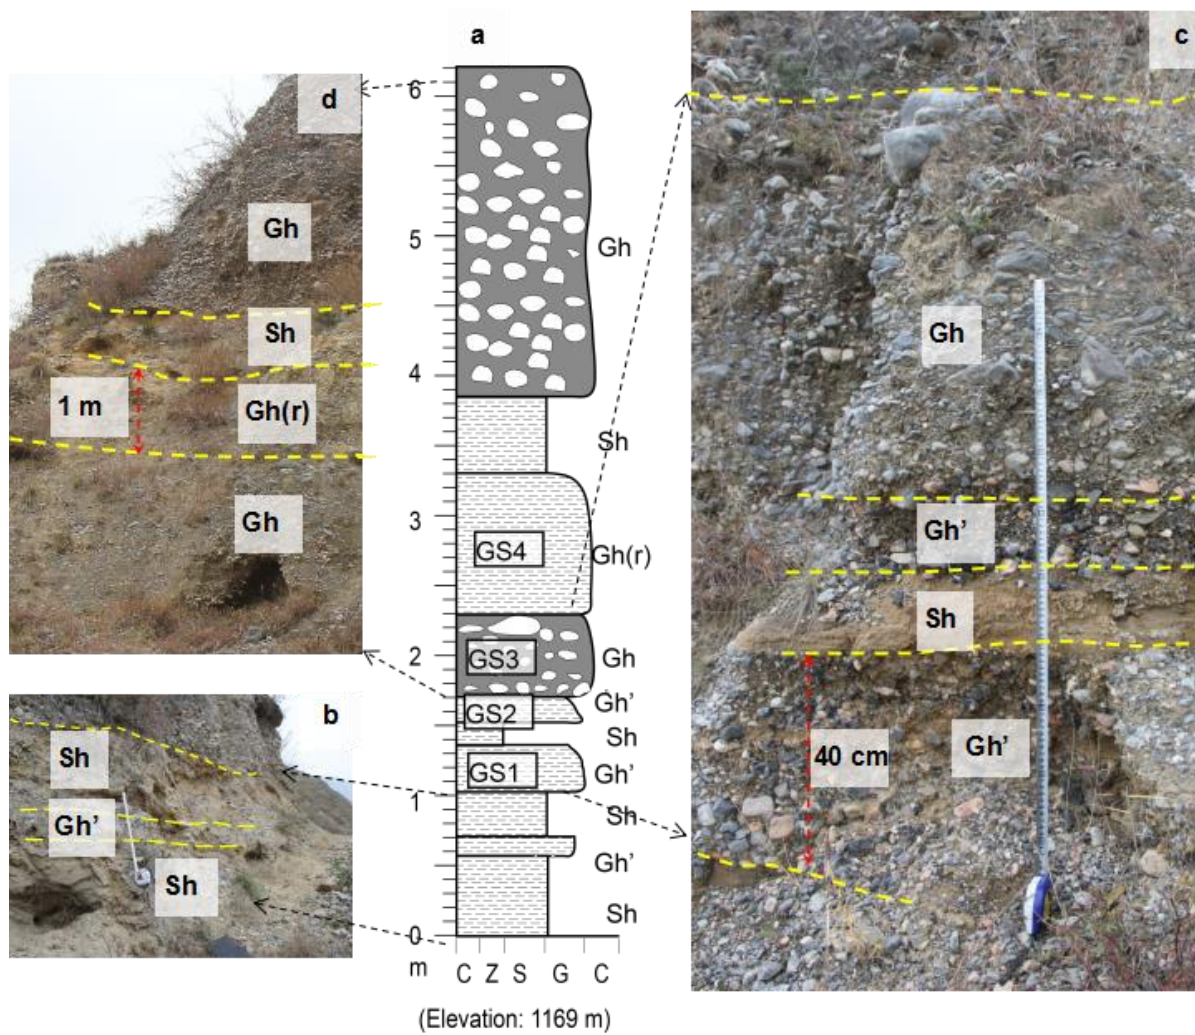 a
6
5
4
3
2
1
0
m
Gh
Sh
GS4
Gh(r)
GS3
Gh
GS2
Gh’
Sh
GS1
Gh’
Sh
Gh’
Sh
C Z S G C
(Elevation: 1169 m)
d
Gh
Sh
1 m
Gh(r)
Gh
b
Sh
Gh’
Sh
c
Gh
Gh’
Sh
40 cm
Gh’